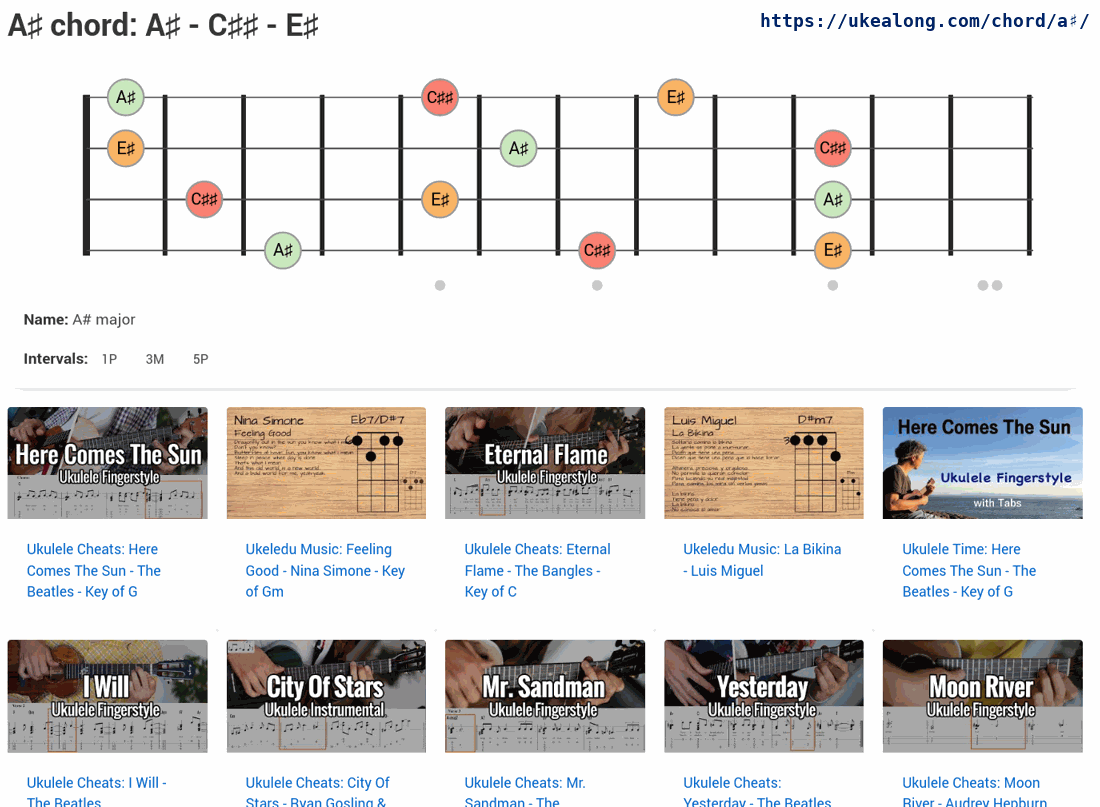 A♯ chord: A♯ - C♯♯ - E♯
https://ukealong.com/chord/a♯/
A♯ C♯♯ E♯
E♯ A♯ C♯♯
C♯♯ E♯ A♯
A♯ C♯♯ E♯
Name: A# major
Intervals: 1P 3M 5P
Here Comes The Sun
Ukulele Fingerstyle
Nina Simone Eb7/D#7
Feeling Good
Eternal Flame
Ukulele Fingerstyle
Luis Miguel D#m7
La Bikina
Here Comes The Sun
Ukulele Fingerstyle
with Tabs
Ukulele Cheats: Here
Comes The Sun - The
Beatles - Key of G
Ukeledu Music: Feeling
Good - Nina Simone - Key
of Gm
Ukulele Cheats: Eternal
Flame - The Bangles -
Key of C
Ukeledu Music: La Bikina
- Luis Miguel
Ukulele Time: Here
Comes The Sun - The
Beatles - Key of G
I Will
Ukulele Fingerstyle
City Of Stars
Ukulele Instrumental
Mr. Sandman
Ukulele Fingerstyle
Yesterday
Ukulele Fingerstyle
Moon River
Ukulele Fingerstyle
Ukulele Cheats: I Will -
The Beatles
Ukulele Cheats: City Of
Stars - Ryan Gosling &
Ukulele Cheats: Mr.
Sandman - The
Ukulele Cheats:
Yesterday - The Beatles
Ukulele Cheats: Moon
River - Audrey Hepburn